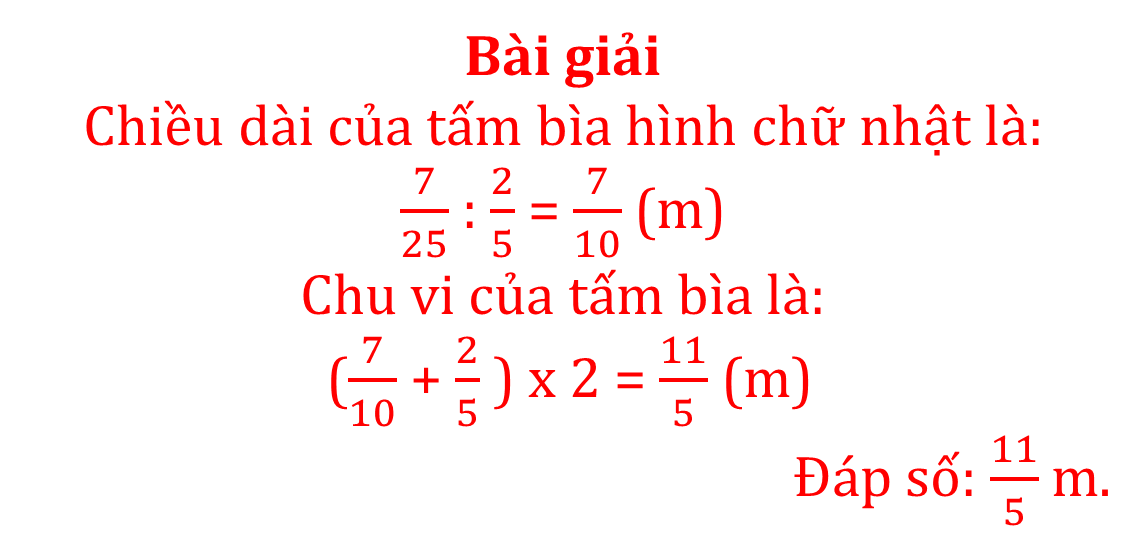 Bài giải
Chiều dài của tấm bìa hình chữ nhật là:
7/25 : 2/5 = 7/10 (m)
Chu vi của tấm bìa là:
(7/10 + 2/5 ) x 2 = 11/5 (m)
Đáp số: 11/5 m.